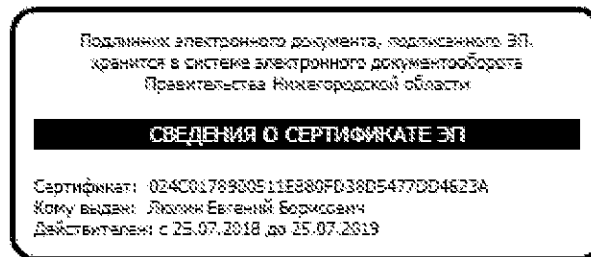 Подлинник электронного документа, подписанного ЭП,
хранится в системе электронного документооборота
Правительства Нижегородской области
СВЕДЕНИЯ О СЕРТИФИКАТЕ ЭП
Сертификат:
Кому выдан: Люлин Евгений Борисович
Действителен: с 25.07.2018 до 25.07.2019